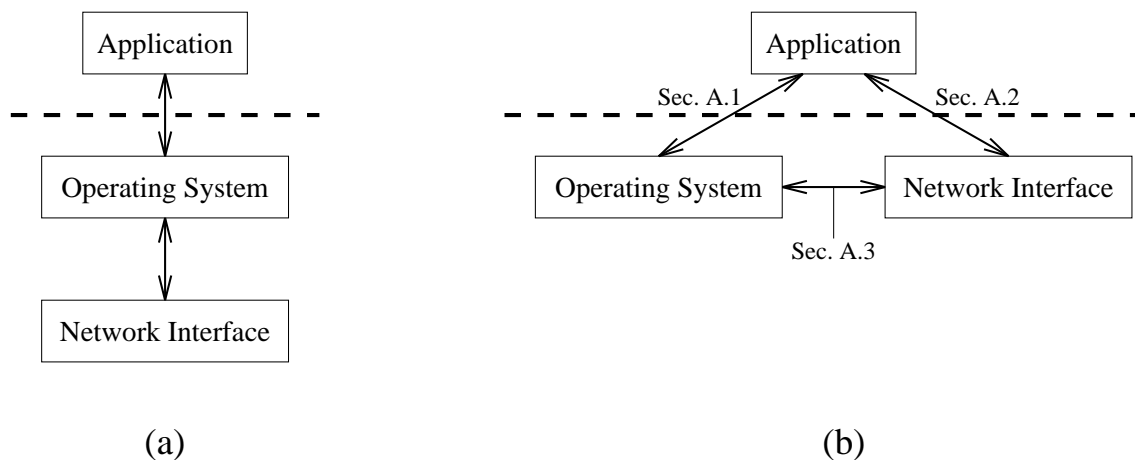 Application
Operating System
Network Interface
(a)
Application
Sec. A.1
Sec. A.2
Operating System
Network Interface
Sec. A.3
(b)